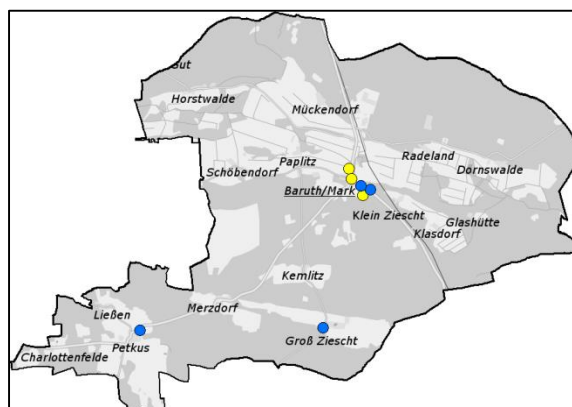 Gut
Horstwalde
Mückendorf
Paplitz
Radeland
Schöbendorf
Dornswalde
Baruth/Mark
Klein Ziescht
Glashütte
Klasdorf
Kemlitz
Merzdorf
Ließen
Groß Ziescht
Petkus
Charlottenfelde